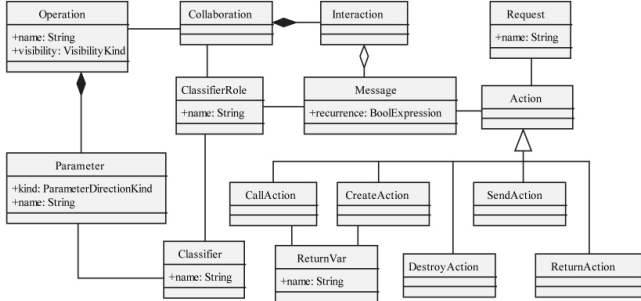 Operation
+name: String
+visibility: VisibilityKind
Collaboration
Interaction
Request
+name: String
ClassifierRole
+name: String
Message
+recurrence: BoolExpression
Action
Parameter
+kind: ParameterDirectionKind
+name: String
CallAction
CreateAction
SendAction
Classifier
+name: String
ReturnVar
+name: String
DestroyAction
ReturnAction